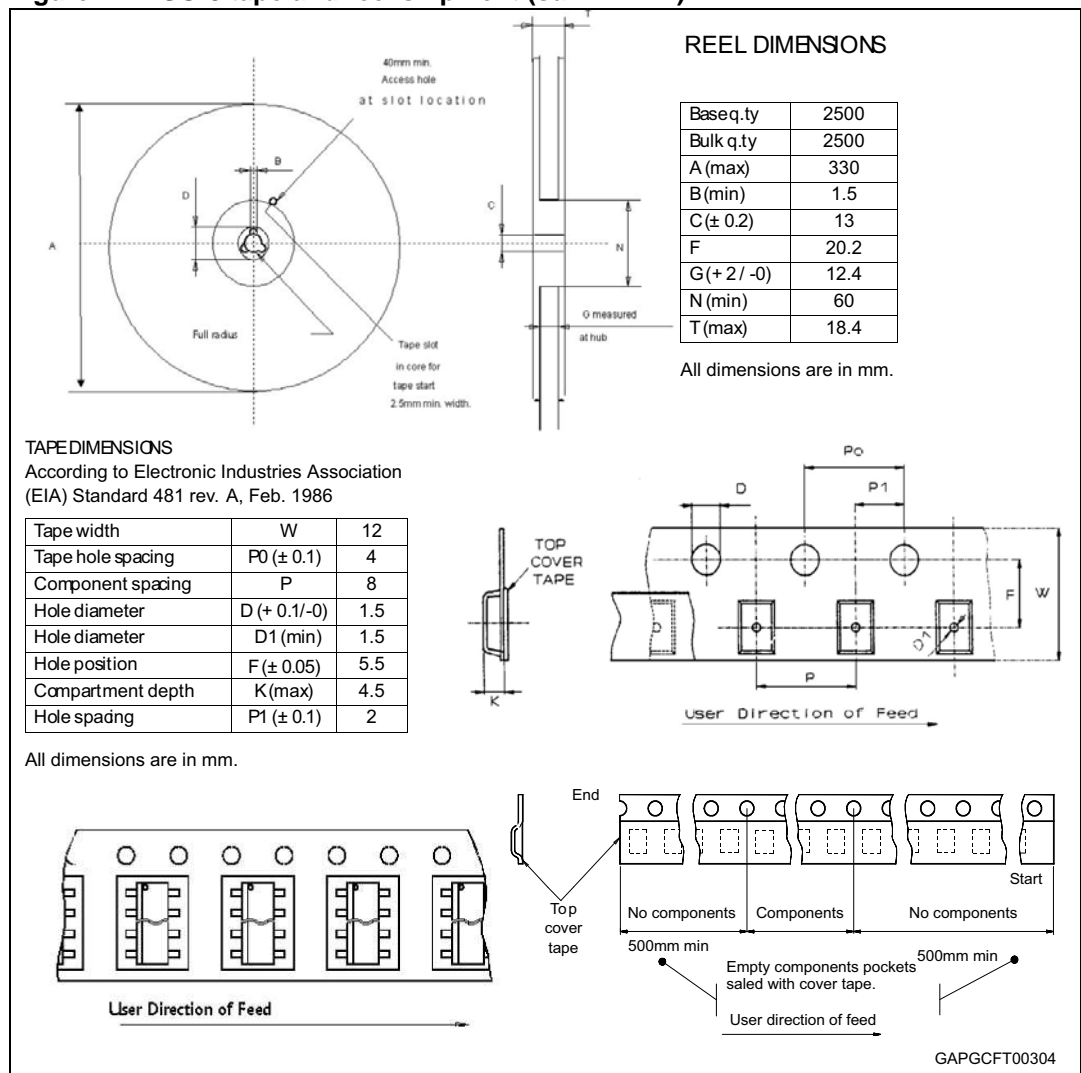 REEL DIMENSIONS
40mm min.
Access hole
at slot location
T
B
D
A
C
N
Full radius
Tape slot
in core for
tape start
2.5mm min. width.
G measured
at hub
Base q.ty 2500
Bulk q.ty 2500
A (max) 330
B (min) 1.5
C (± 0.2) 13
F 20.2
G (+ 2 / -0) 12.4
N (min) 60
T (max) 18.4
All dimensions are in mm.
TAPE DIMENSIONS
According to Electronic Industries Association
(EIA) Standard 481 rev. A, Feb. 1986
Tape width W 12
Tape hole spacing P0 (± 0.1) 4
Component spacing P 8
Hole diameter D (+ 0.1/-0) 1.5
Hole diameter D1 (min) 1.5
Hole position F (± 0.05) 5.5
Compartment depth K (max) 4.5
Hole spacing P1 (± 0.1) 2
All dimensions are in mm.
TOP
COVER
TAPE
K
Po
D
P1
F
W
D1
P
User Direction of Feed
User Direction of Feed
End
Start
Top
cover
tape
No components
Components
No components
500mm min
500mm min
Empty components pockets
saled with cover tape.
User direction of feed
GAPGCFT00304